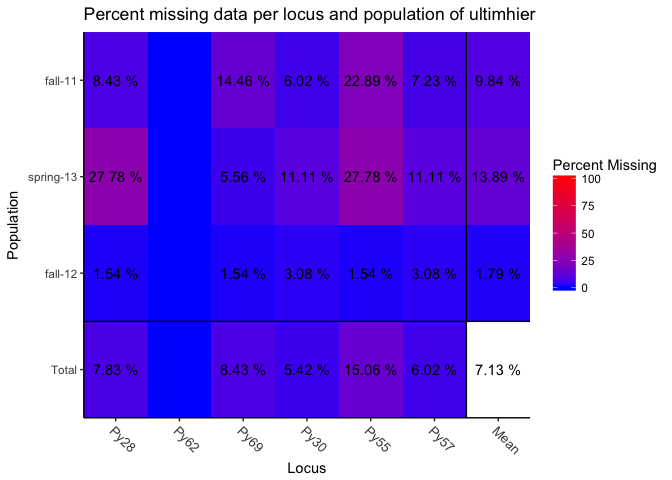 Percent missing data per locus and population of ultimhier
Population
fall-11 8.43 % 14.46 % 6.02 % 22.89 % 7.23 % 9.84 %
spring-13 27.78 % 5.56 % 11.11 % 27.78 % 11.11 % 13.89 %
fall-12 1.54 % 1.54 % 3.08 % 1.54 % 3.08 % 1.79 %
Total 7.83 % 8.43 % 5.42 % 15.06 % 6.02 % 7.13 %
Py28 Py62 Py69 Py30 Py55 Py57 Mean
Locus
Percent Missing
100
75
50
25
0